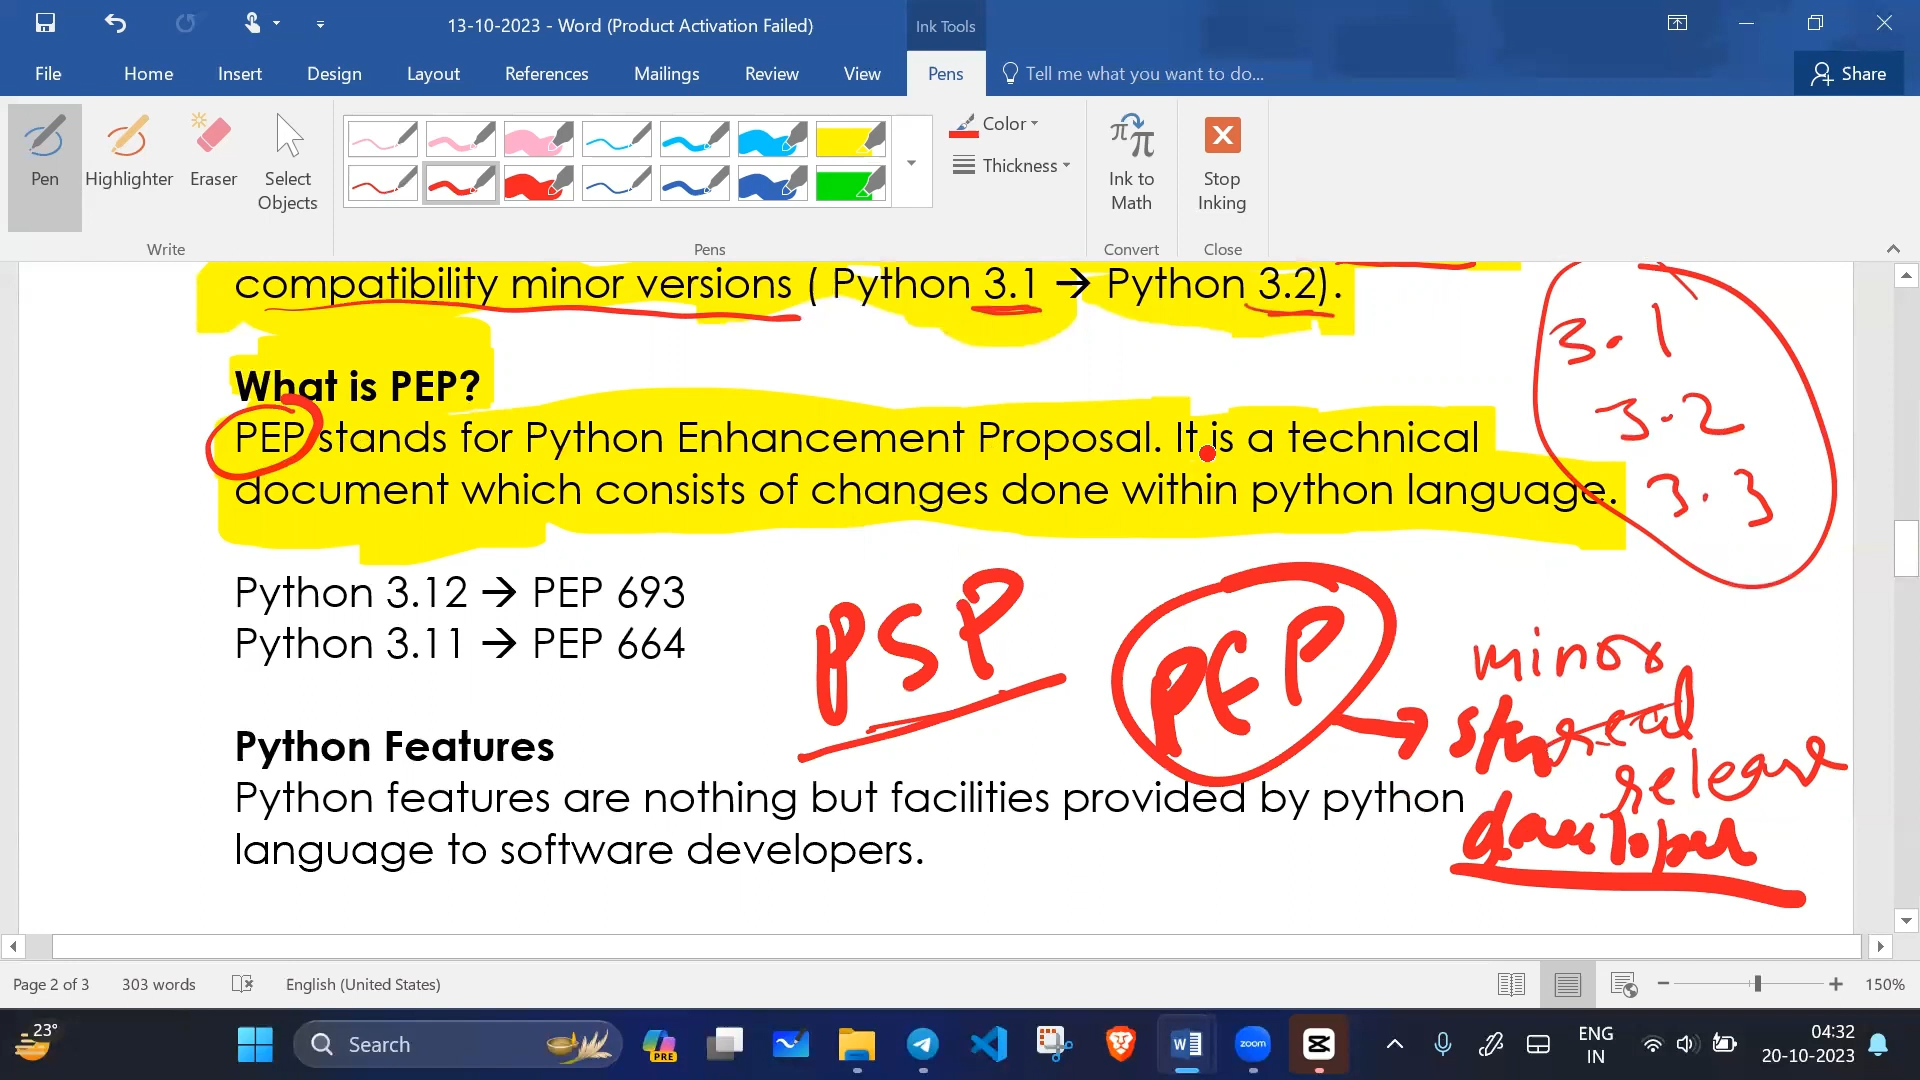 13-10-2023 - Word (Product Activation Failed)
Ink Tools
File
Home
Insert
Design
Layout
References
Mailings
Review
View
Pens
Tell me what you want to do...
Share
Pen
Highlighter
Eraser
Select
Objects
Color
Thickness
Ink to
Math
Stop
Inking
Write
Pens
Convert
Close
compatibility minor versions ( Python 3.1 → Python 3.2).
3.1
3.2
3.3
What is PEP?
PEP stands for Python Enhancement Proposal. It is a technical
document which consists of changes done within python language.
Python 3.12 → PEP 693
Python 3.11 → PEP 664
PSP
PEP
minor
release
developer
Python Features
Python features are nothing but facilities provided by python
language to software developers.
Page 2 of 3
303 words
English (United States)
150%
23°
Search
PRE
zoom
ENG
IN
04:32
20-10-2023